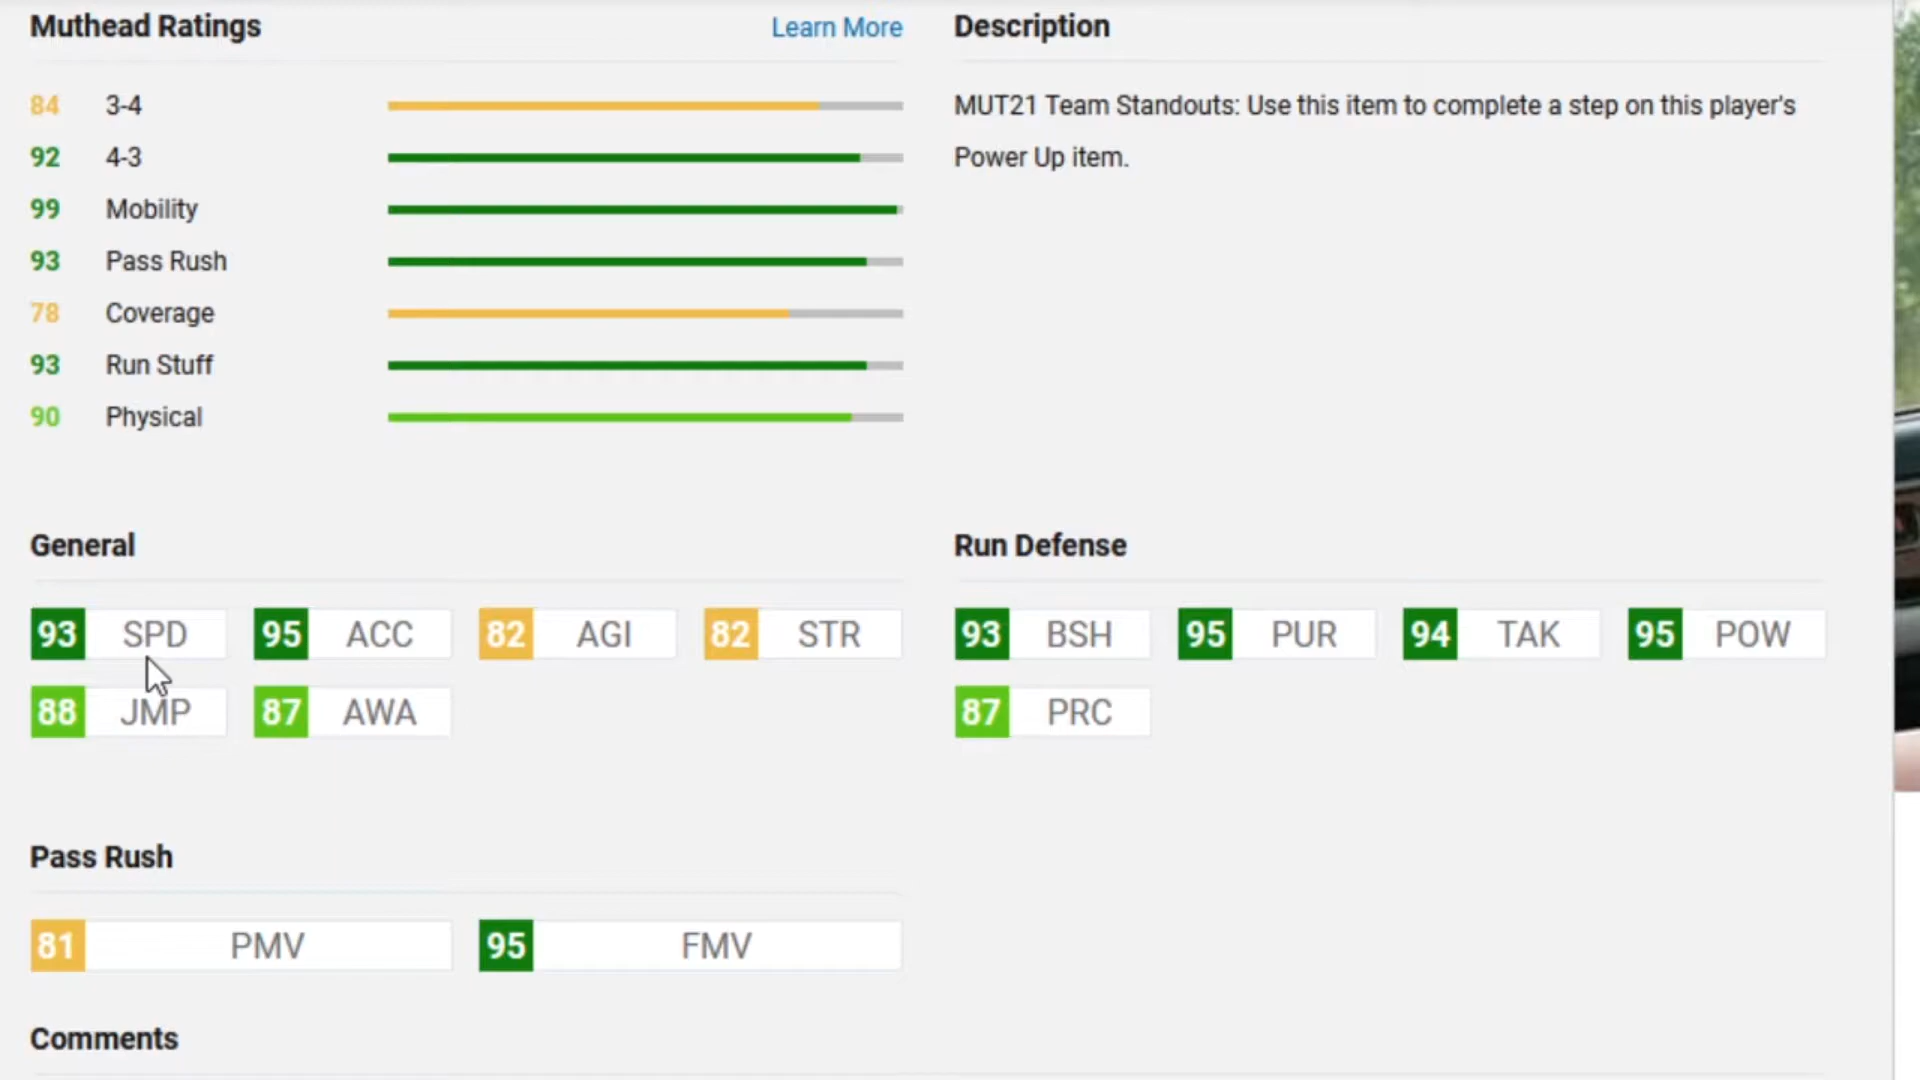 Muthead Ratings
Learn More
84 3-4
92 4-3
99 Mobility
93 Pass Rush
78 Coverage
93 Run Stuff
90 Physical
Description
MUT21 Team Standouts: Use this item to complete a step on this player's
Power Up item.
General
93 SPD 95 ACC 82 AGI 82 STR
88 JMP 87 AWA
Run Defense
93 BSH 95 PUR 94 TAK 95 POW
87 PRC
Pass Rush
81 PMV 95 FMV
Comments